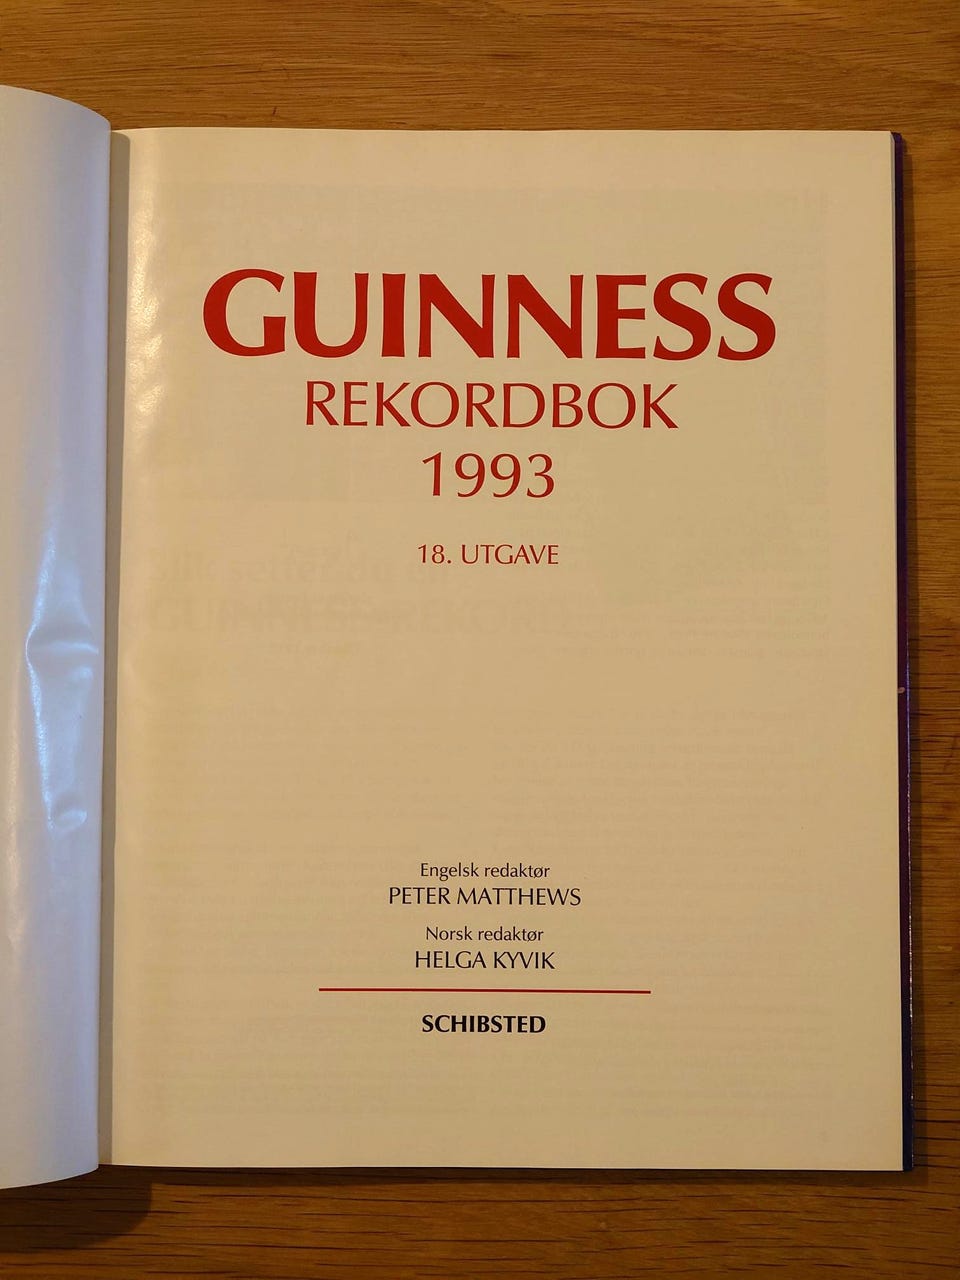 GUINNESS
REKORDBOK
1993
18. UTGAVE
Engelsk redaktør
PETER MATTHEWS
Norsk redaktør
HELGA KYVIK
SCHIBSTED